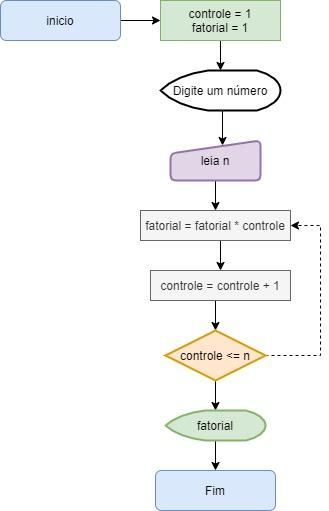 inicio
controle = 1
fatorial = 1
Digite um número
leia n
fatorial = fatorial * controle
controle = controle + 1
controle <= n
fatorial
Fim